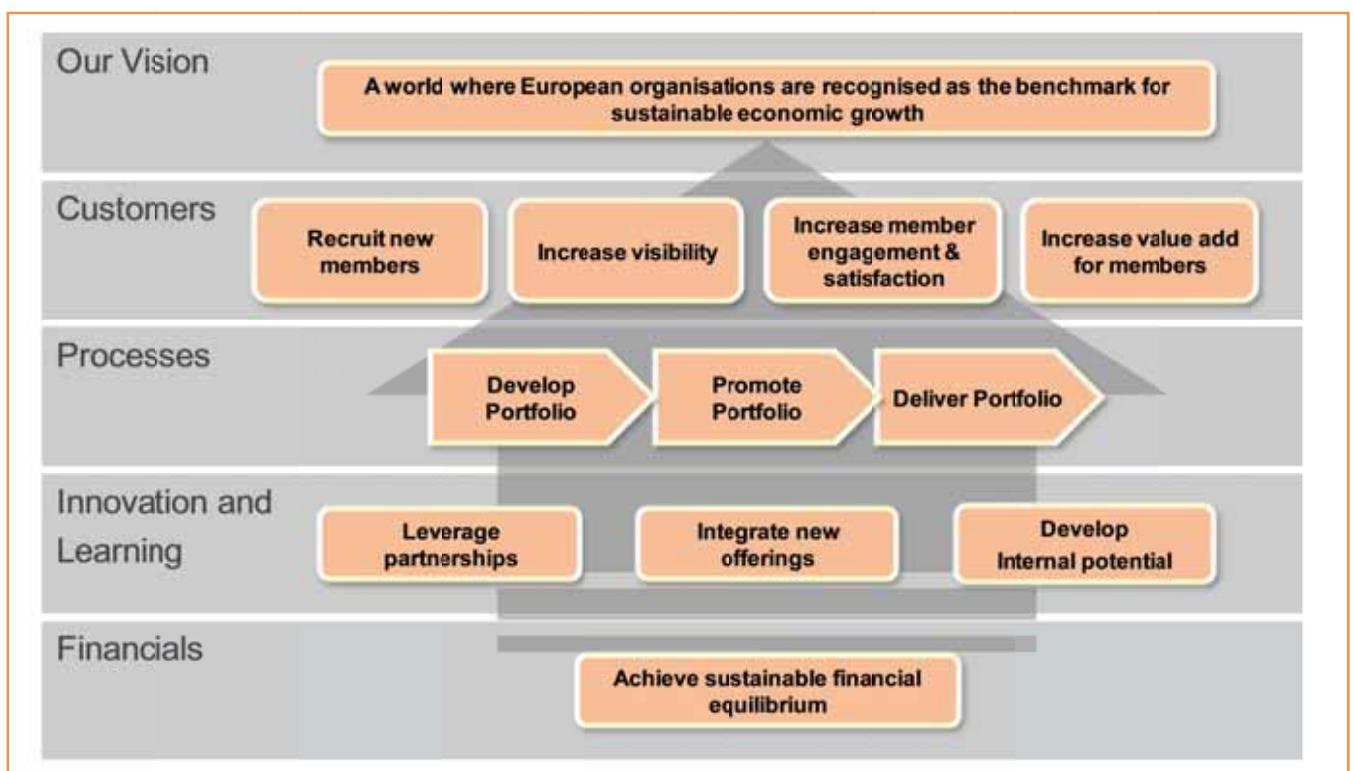 Our Vision
A world where European organisations are recognised as the benchmark for
sustainable economic growth
Customers
Recruit new
members
Increase visibility
Increase member
engagement &
satisfaction
Increase value add
for members
Processes
Develop
Portfolio
Promote
Portfolio
Deliver Portfolio
Innovation and
Learning
Leverage
partnerships
Integrate new
offerings
Develop
Internal potential
Financials
Achieve sustainable financial
equilibrium